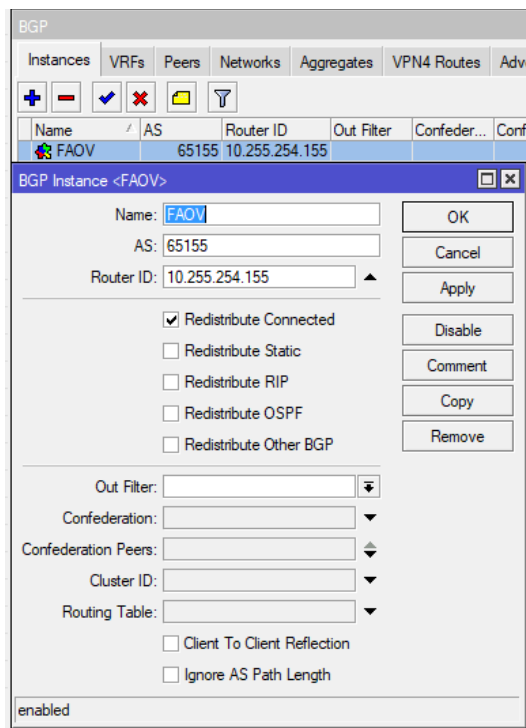 BGP
Instances VRFs Peers Networks Aggregates VPN4 Routes Adv
Name AS Router ID Out Filter Confeder... Conf
FAOV 65155 10.255.254.155
BGP Instance <FAOV>
Name: FAOV OK
AS: 65155 Cancel
Router ID: 10.255.254.155 Apply
Redistribute Connected
Redistribute Static Disable
Redistribute RIP Comment
Redistribute OSPF Copy
Redistribute Other BGP Remove
Out Filter:
Confederation:
Confederation Peers:
Cluster ID:
Routing Table:
Client To Client Reflection
Ignore AS Path Length
enabled